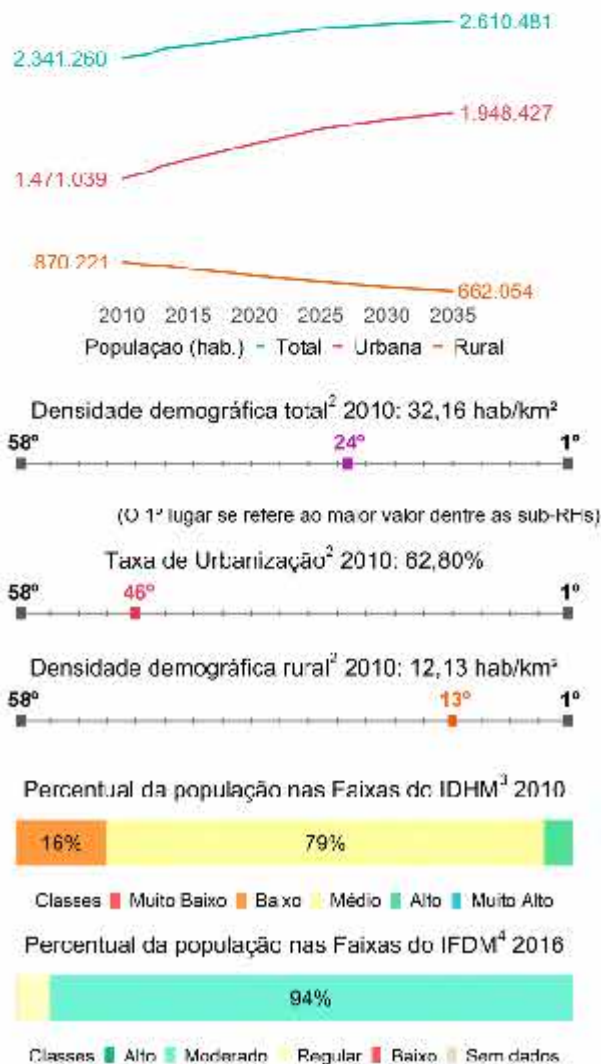 2.610.481
2.341.260
1.948.427
1.471.039
870.221
662.054
2010 2015 2020 2025 2030 2035
População (hab.) Total Urbana Rural
Densidade demográfica total² 2010: 32,16 hab/km²
58º 24º 1º
(O 1º lugar se refere ao maior valor dentre as sub-RHs)
Taxa de Urbanização² 2010: 62,80%
58º 46º 1º
Densidade demográfica rural² 2010: 12,13 hab/km²
58º 13º 1º
Percentual da população nas Faixas do IDHM³ 2010
16% 79%
Classes Muito Baixo Baixo Médio Alto Muito Alto
Percentual da população nas Faixas do IFDM⁴ 2016
94%
Classes Alto Moderado Regular Baixo Sem dados